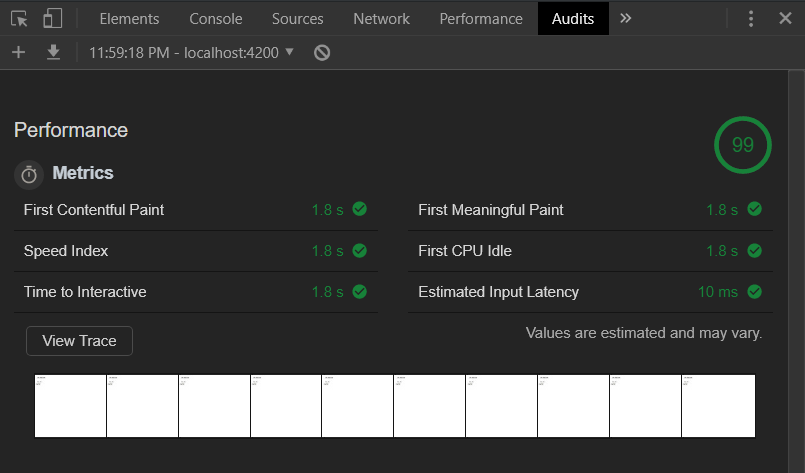 Elements Console Sources Network Performance Audits »
11:59:18 PM - localhost:4200 ▼
Performance
99
Metrics
First Contentful Paint 1.8 s
First Meaningful Paint 1.8 s
Speed Index 1.8 s
First CPU Idle 1.8 s
Time to Interactive 1.8 s
Estimated Input Latency 10 ms
View Trace
Values are estimated and may vary.